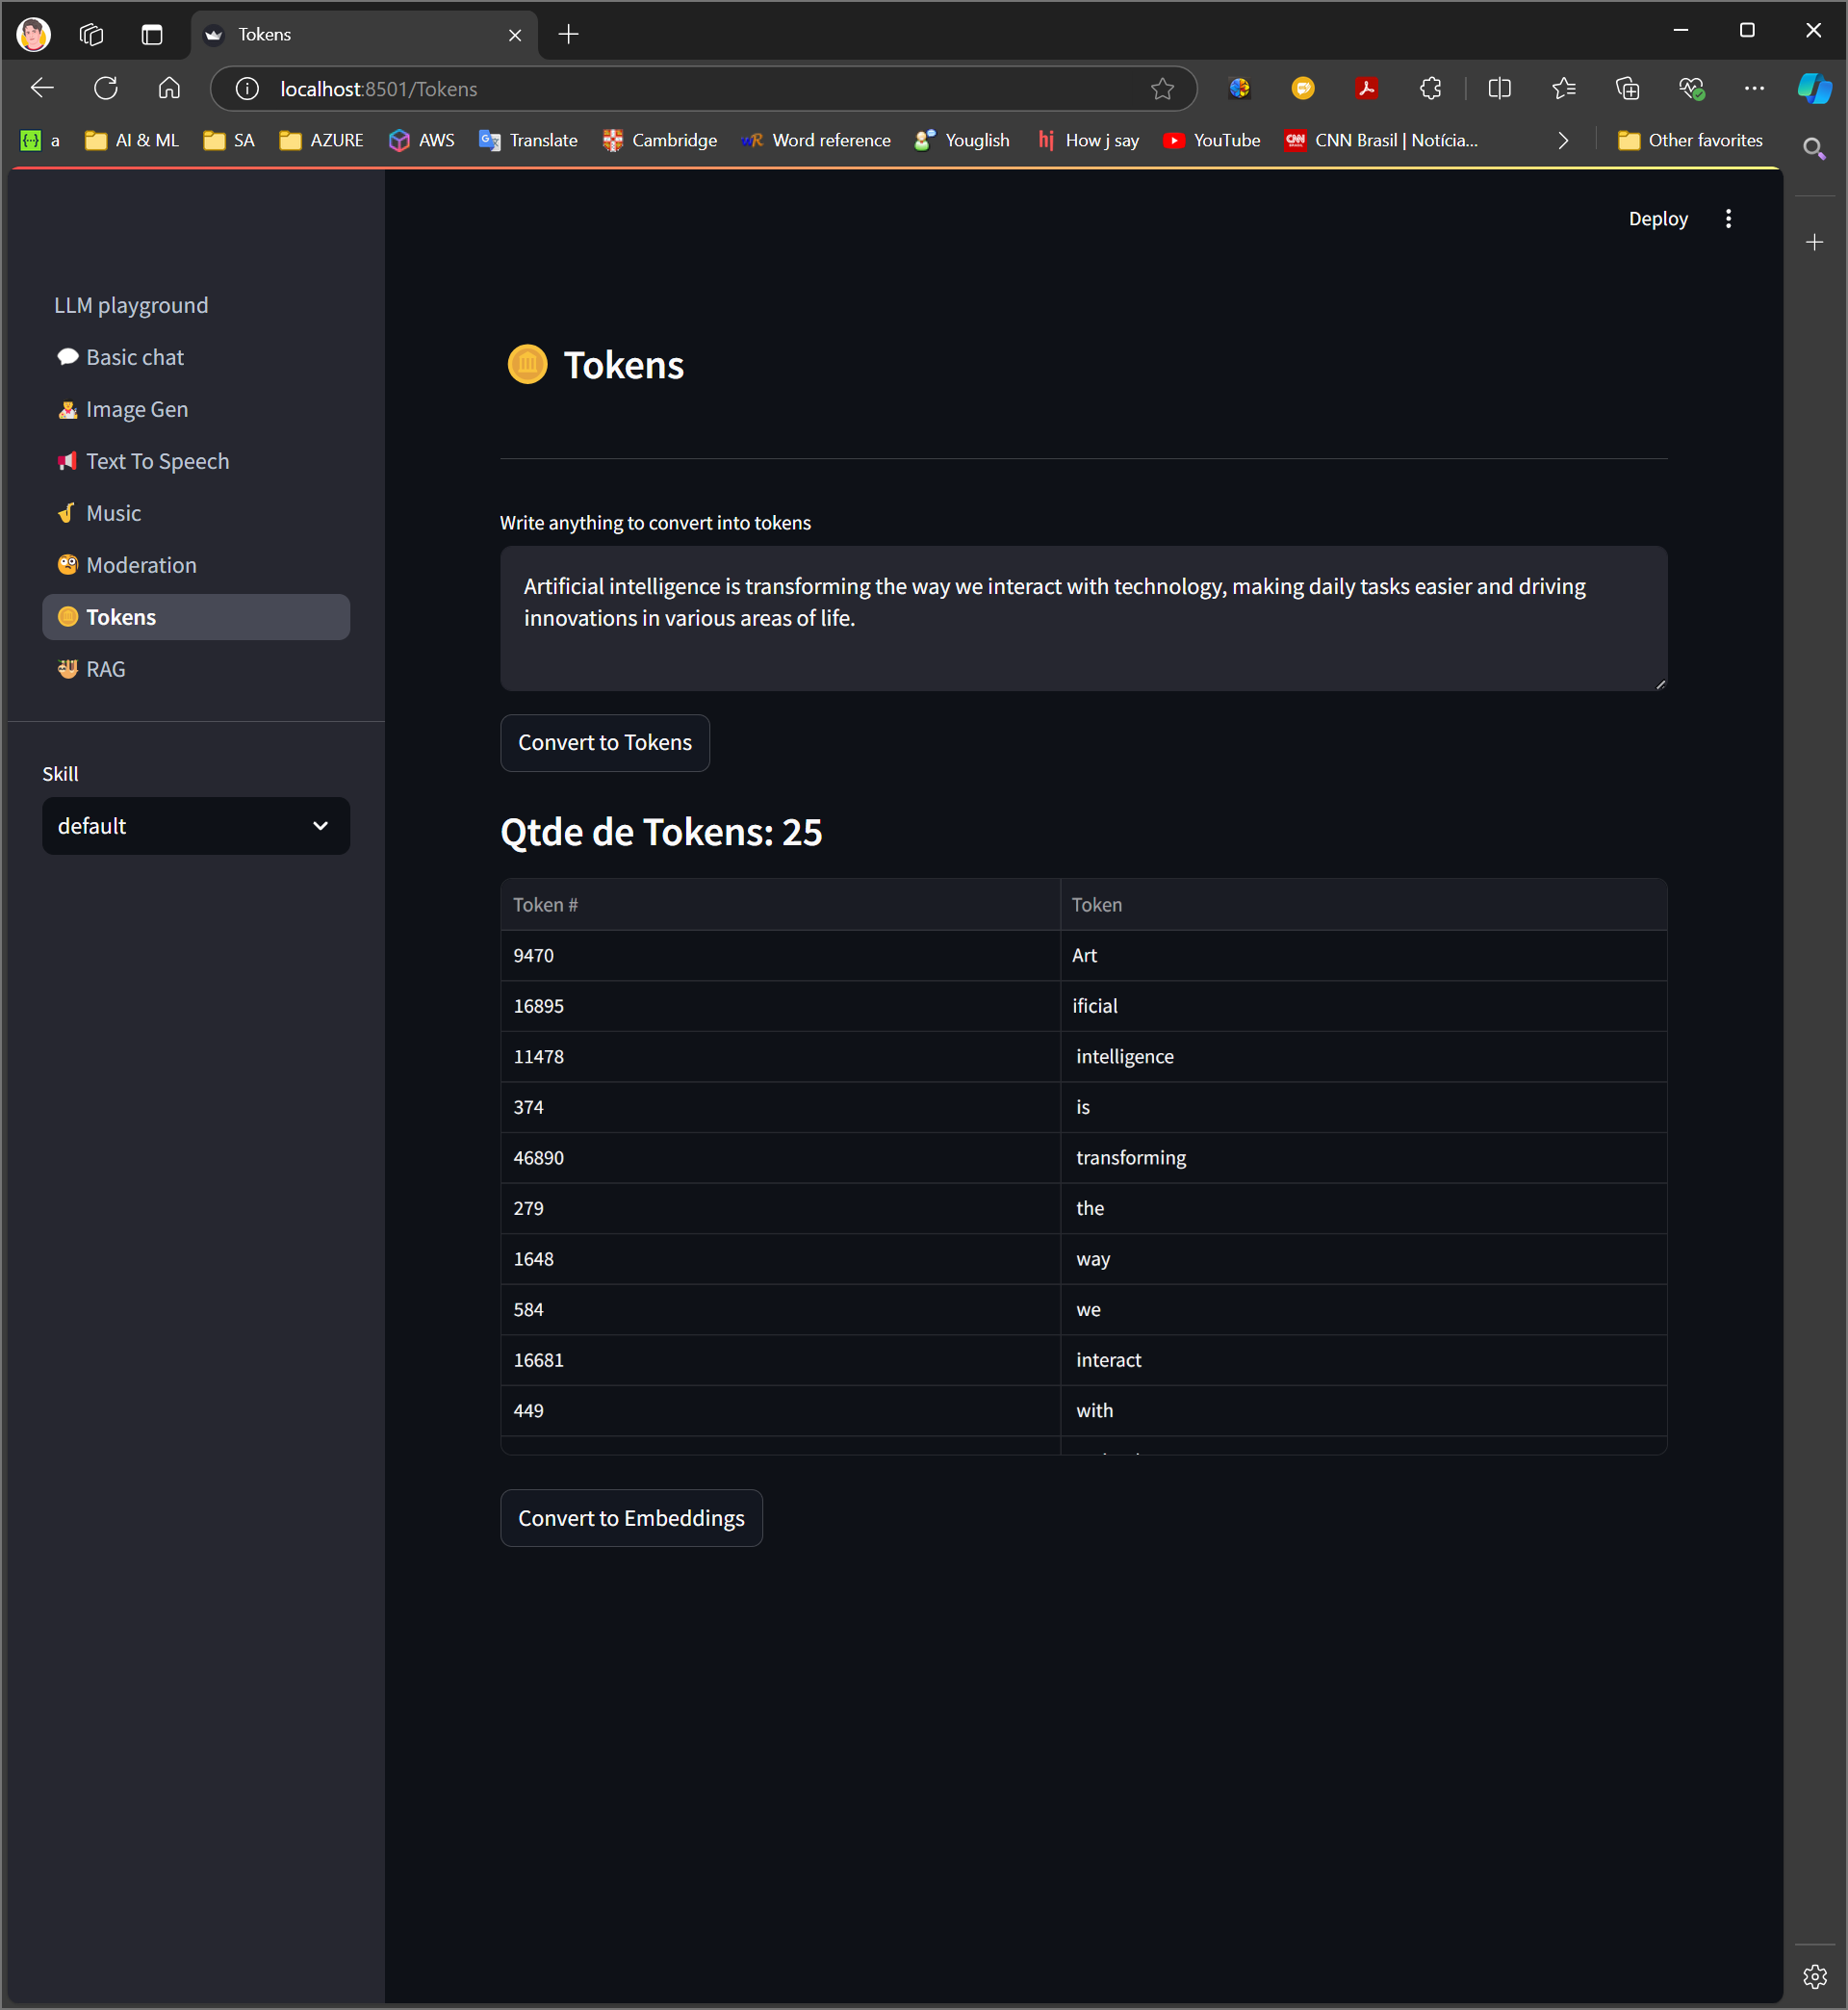 Tokens
localhost:8501/Tokens
a
AI & ML
SA
AZURE
AWS
Translate
Cambridge
WR
Word reference
Youglish
hj
How j say
YouTube
CNN
CNN Brasil | Notícia...
Other favorites
Deploy
LLM playground
Basic chat
Image Gen
Text To Speech
Music
Moderation
Tokens
RAG
Skill
default
Tokens
Write anything to convert into tokens
Artificial intelligence is transforming the way we interact with technology, making daily tasks easier and driving
innovations in various areas of life.
Convert to Tokens
Qtde de Tokens: 25
Token # Token
9470 Art
16895 ificial
11478 intelligence
374 is
46890 transforming
279 the
1648 way
584 we
16681 interact
449 with
Convert to Embeddings